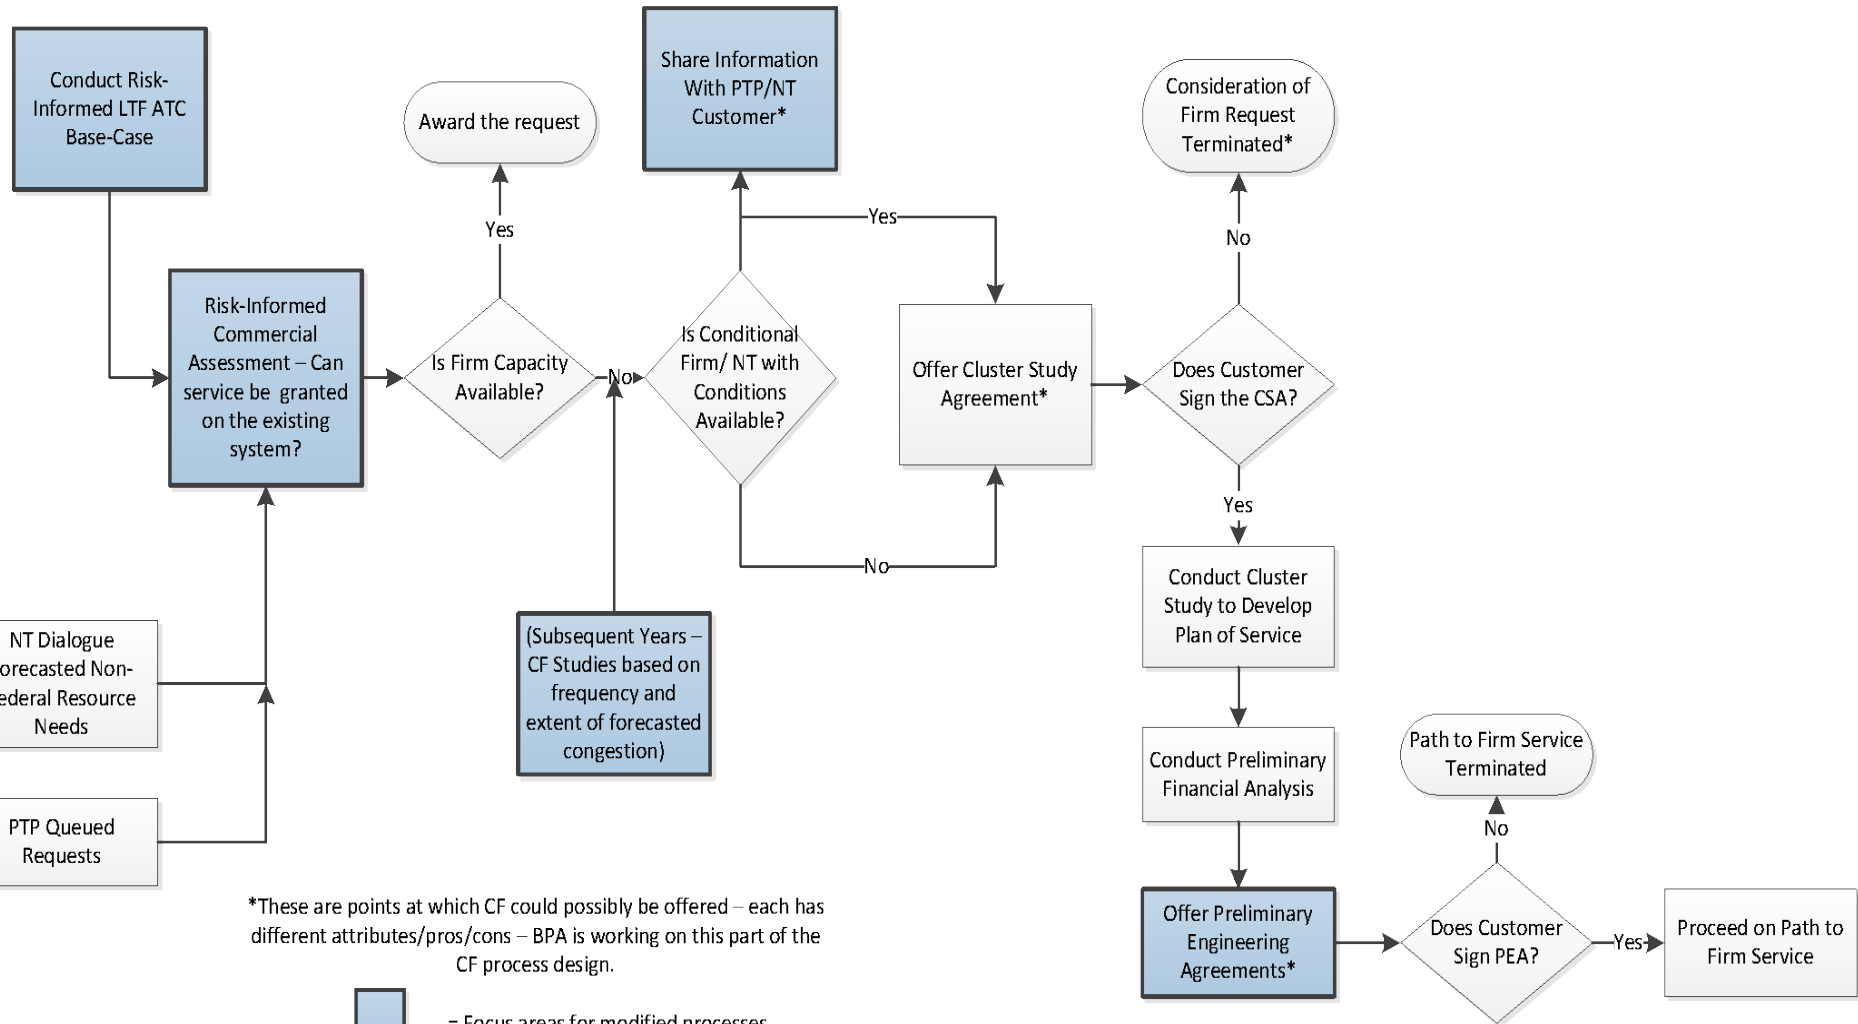 Conduct Risk-
Informed LTF ATC
Base-Case
Award the request
Share Information
With PTP/NT
Customer*
Consideration of
Firm Request
Terminated*
Yes
Yes
No
Risk-Informed
Commercial
Assessment – Can
service be granted
on the existing
system?
Is Firm Capacity
Available?
No
Is Conditional
Firm/ NT with
Conditions
Available?
Offer Cluster Study
Agreement*
Does Customer
Sign the CSA?
Yes
No
Conduct Cluster
Study to Develop
Plan of Service
NT Dialogue
orecasted Non-
ederal Resource
Needs
(Subsequent Years –
CF Studies based on
frequency and
extent of forecasted
congestion)
Conduct Preliminary
Financial Analysis
Path to Firm Service
Terminated
No
PTP Queued
Requests
*These are points at which CF could possibly be offered – each has
different attributes/pros/cons – BPA is working on this part of the
CF process design.
Offer Preliminary
Engineering
Agreements*
Does Customer
Sign PEA?
Yes
Proceed on Path to
Firm Service
= Focus areas for modified processes